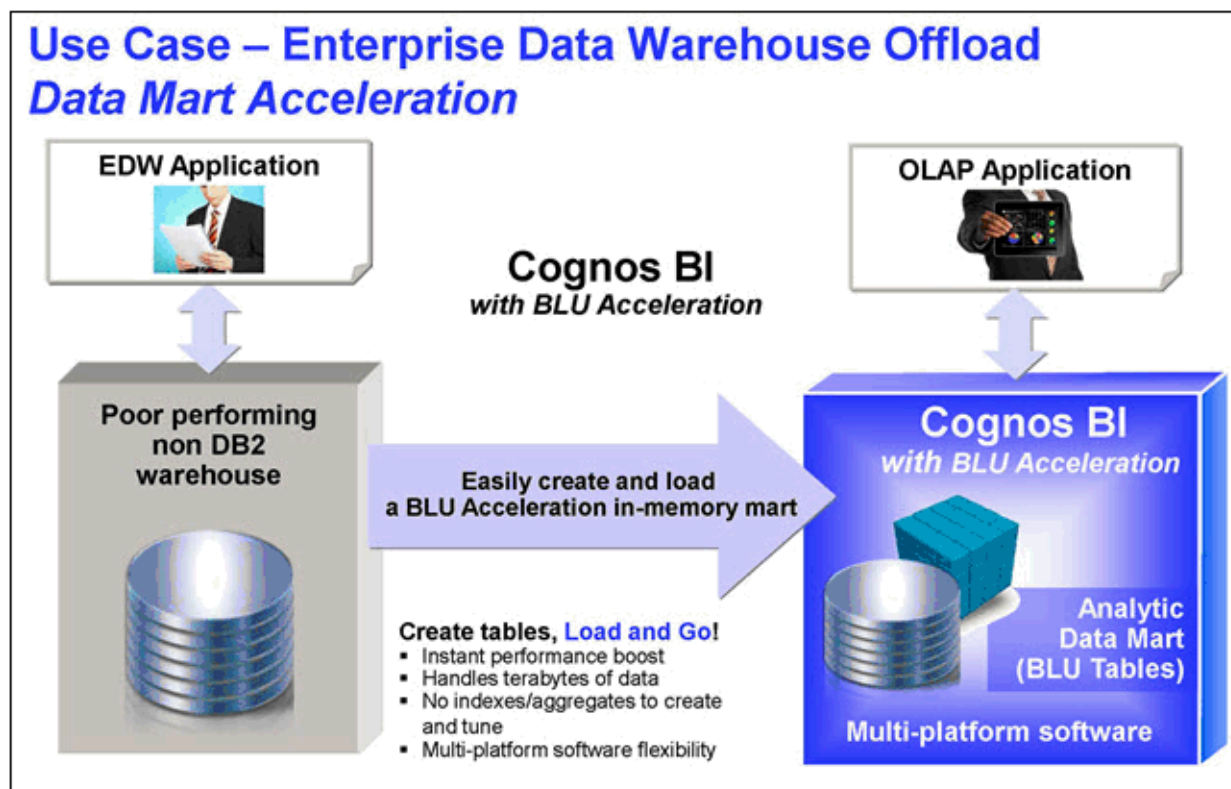 Use Case – Enterprise Data Warehouse Offload
Data Mart Acceleration
EDW Application
OLAP Application
Cognos BI
with BLU Acceleration
Poor performing
non DB2
warehouse
Easily create and load
a BLU Acceleration in-memory mart
Cognos BI
with BLU Acceleration
Analytic
Data Mart
(BLU Tables)
Multi-platform software
Create tables, Load and Go!
▪ Instant performance boost
▪ Handles terabytes of data
▪ No indexes/aggregates to create
and tune
▪ Multi-platform software flexibility